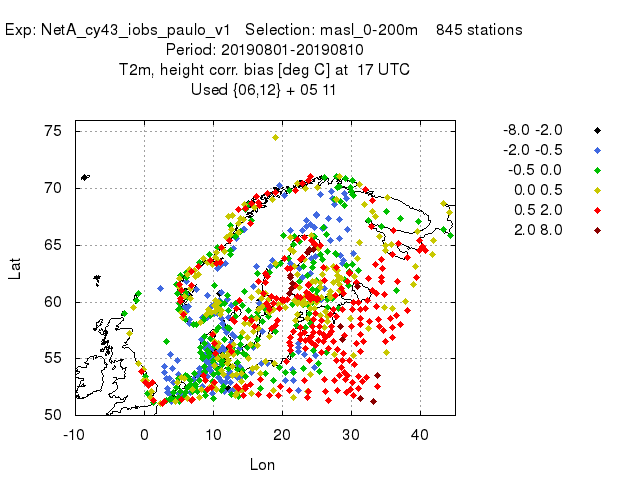 Exp: NetA_cy43_iobs_paulo_v1 Selection: masl_0-200m 845 stations
Period: 20190801-20190810
T2m, height corr. bias [deg C] at 17 UTC
Used {06,12} + 05 11
-8.0 -2.0
-2.0 -0.5
-0.5 0.0
0.0 0.5
0.5 2.0
2.0 8.0
75
70
65
60
55
50
Lat
-10 0 10 20 30 40
Lon